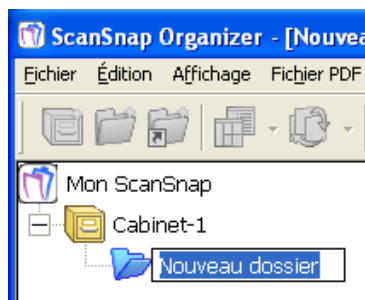 ScanSnap Organizer - [Nouvea
Fichier Édition Affichage Fichier PDF
Mon ScanSnap
Cabinet-1
Nouveau dossier